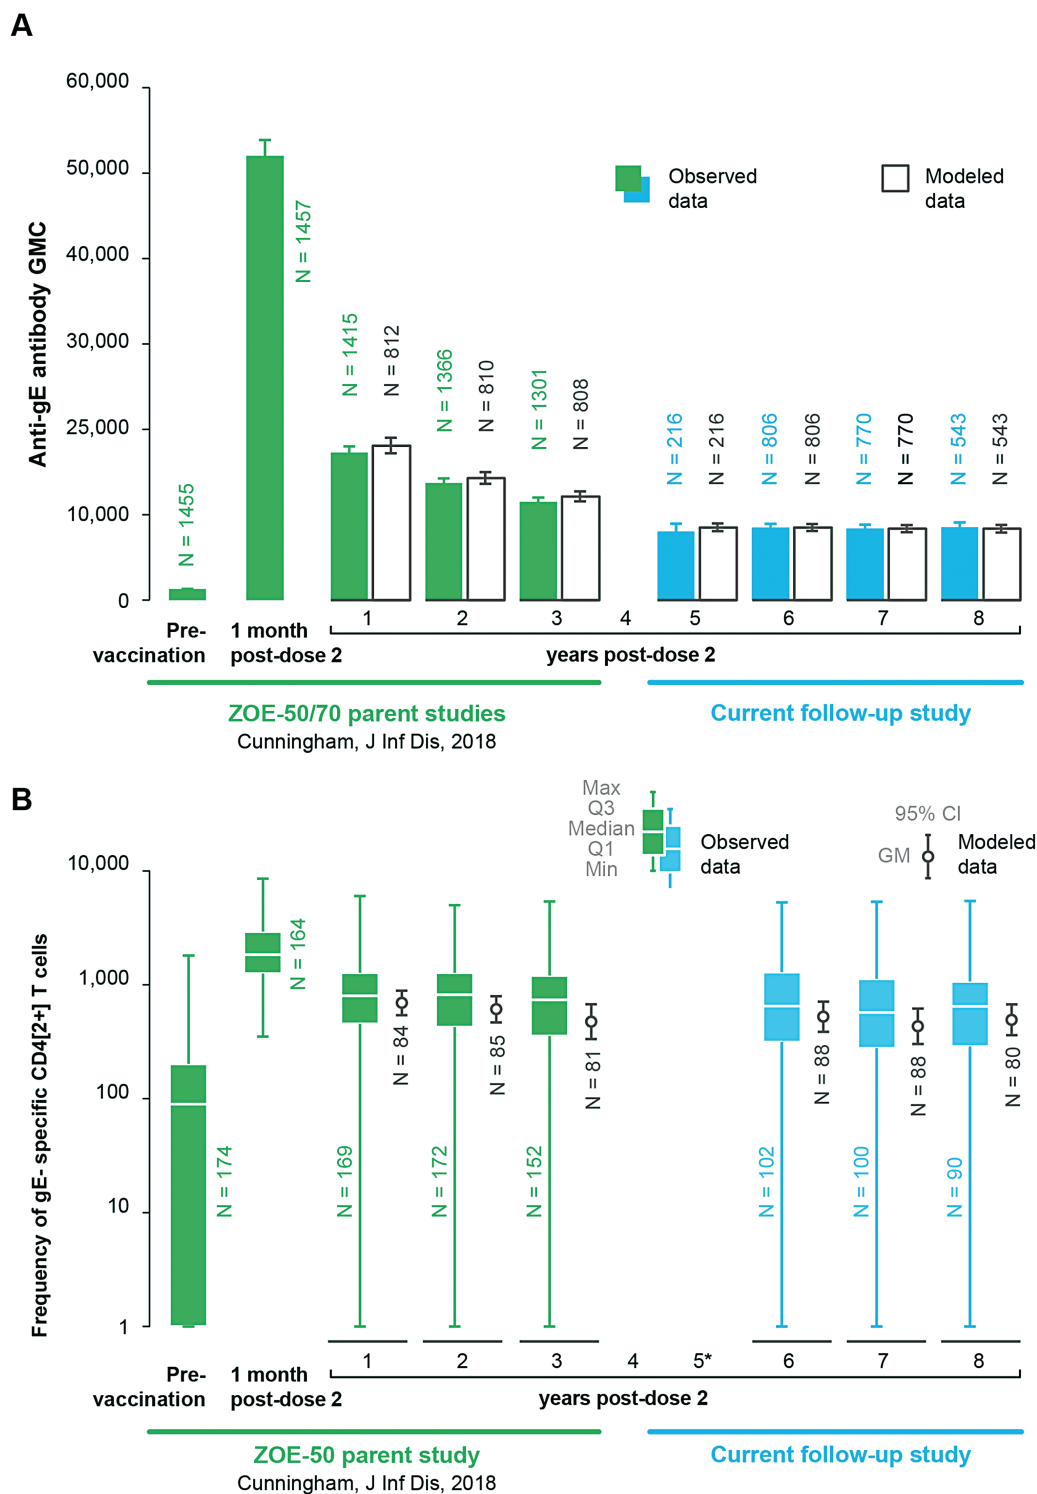 A
60,000
50,000
40,000
30,000
25,000
10,000
0
Anti-gE antibody GMC
Observed
data
Modeled
data
N = 1455
N = 1457
N = 1415
N = 812
N = 1366
N = 810
N = 1301
N = 808
N = 216
N = 216
N = 806
N = 806
N = 770
N = 770
N = 543
N = 543
1 2 3 4 5 6 7 8
Pre-
vaccination
1 month
post-dose 2
years post-dose 2
ZOE-50/70 parent studies
Cunningham, J Inf Dis, 2018
Current follow-up study
B
Max
Q3
Median
Q1
Min
Observed
data
95% CI
GM
Modeled
data
10,000
1,000
100
10
1
Frequency of gE- specific CD4[2+] T cells
N = 174
N = 164
N = 169
N = 84
N = 172
N = 85
N = 152
N = 81
N = 102
N = 88
N = 100
N = 88
N = 90
N = 80
1 2 3 4 5* 6 7 8
Pre-
vaccination
1 month
post-dose 2
years post-dose 2
ZOE-50 parent study
Cunningham, J Inf Dis, 2018
Current follow-up study